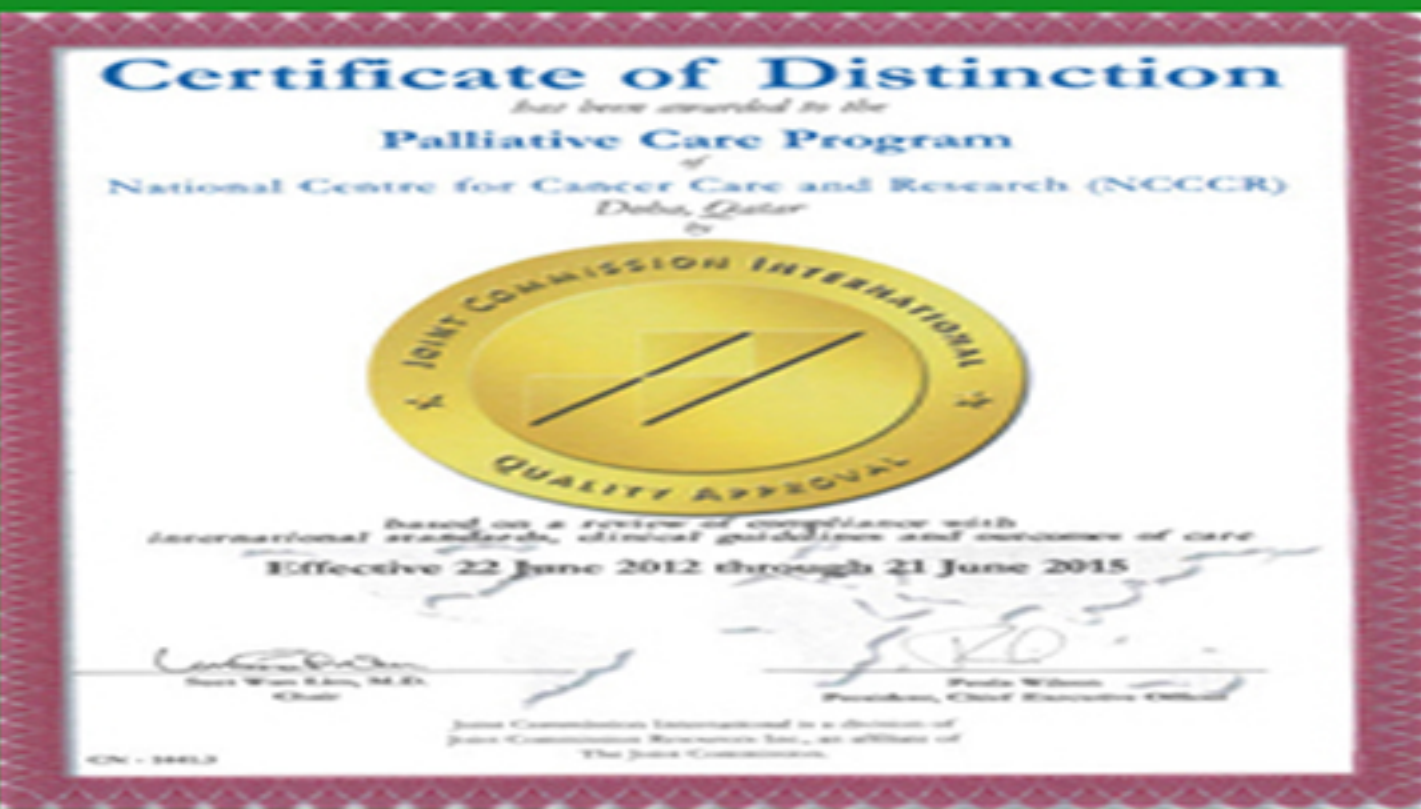 Certificate of Distinction
has been awarded to the
Palliative Care Program
of
National Centre for Cancer Care and Research (NCCCR)
Doha, Qatar
by
JOINT COMMISSION INTERNATIONAL
QUALITY APPROVAL
based on a review of compliance with
international standards, clinical guidelines and outcomes of care
Effective 22 June 2012 through 21 June 2015
M.D.
Chair
Paula Wilson
President, Chief Executive Officer
Joint Commission International is a division of
Joint Commission Resources Inc., an affiliate of
The Joint Commission.
CN -